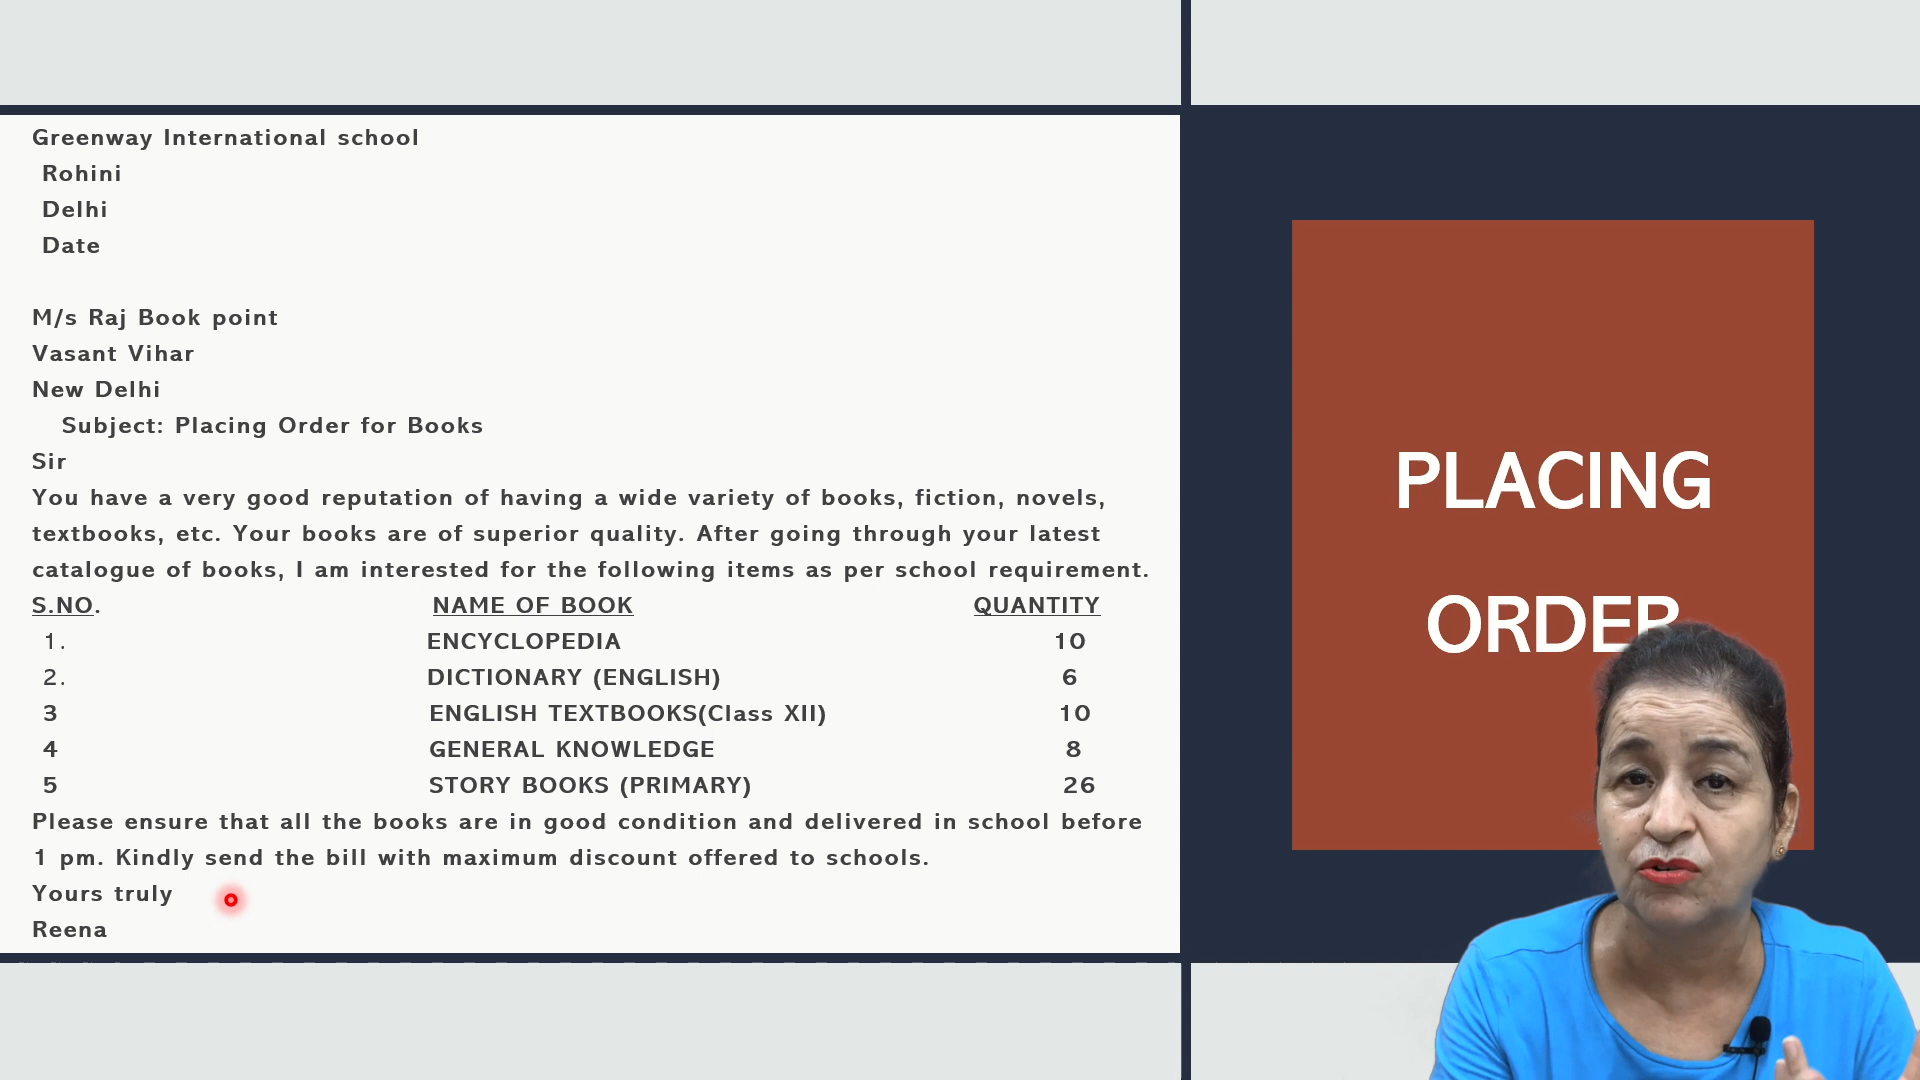 Greenway International school
Rohini
Delhi
Date
M/s Raj Book point
Vasant Vihar
New Delhi
Subject: Placing Order for Books
Sir
You have a very good reputation of having a wide variety of books, fiction, novels,
textbooks, etc. Your books are of superior quality. After going through your latest
catalogue of books, I am interested for the following items as per school requirement.
S.NO. NAME OF BOOK QUANTITY
1. ENCYCLOPEDIA 10
2. DICTIONARY (ENGLISH) 6
3 ENGLISH TEXTBOOKS(Class XII) 10
4 GENERAL KNOWLEDGE 8
5 STORY BOOKS (PRIMARY) 26
Please ensure that all the books are in good condition and delivered in school before
1 pm. Kindly send the bill with maximum discount offered to schools.
Yours truly
Reena
PLACING
ORDER